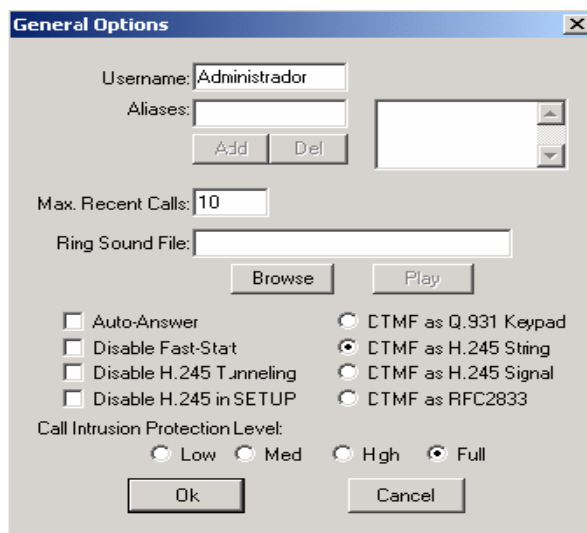 General Options
Username: Administrador
Aliases:
Add Del
Max. Recent Calls: 10
Ring Sound File:
Browse Play
Auto-Answer DTMF as Q.931 Keypad
Disable Fast-Start DTMF as H.245 String
Disable H.245 Tunneling DTMF as H.245 Signal
Disable H.245 in SETUP DTMF as RFC2833
Call Intrusion Protection Level:
Low Med High Full
Ok Cancel